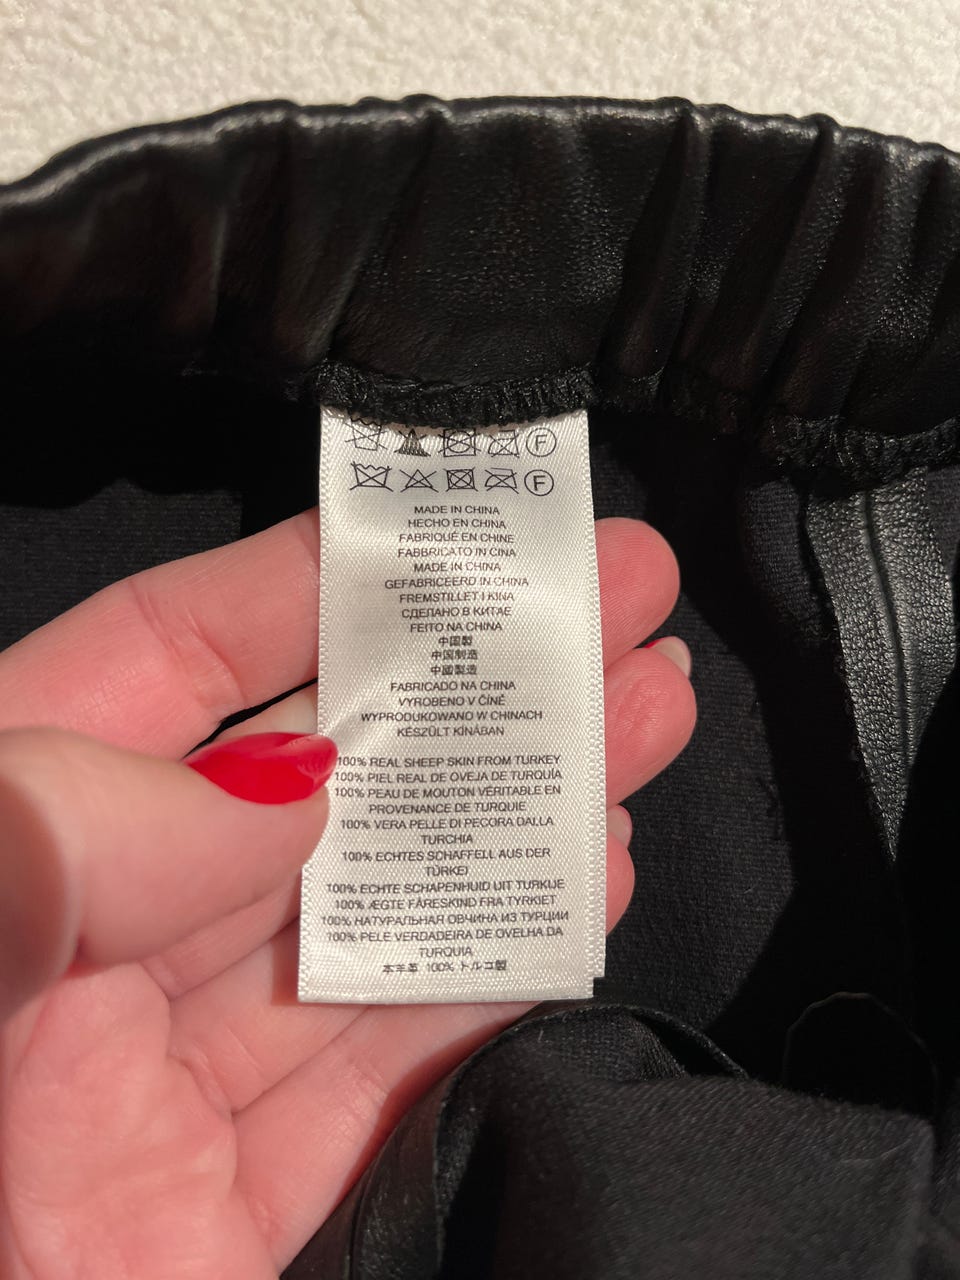 F
F
MADE IN CHINA
HECHO EN CHINA
FABRIQUÉ EN CHINE
FABBRICATO IN CINA
MADE IN CHINA
GEFABRICEERD IN CHINA
FREMSTILLET I KINA
СДЕЛАНО В КИТАЕ
FEITO NA CHINA
中国製
中国制造
中國製造
FABRICADO NA CHINA
VYROBENO V ČÍNĚ
WYPRODUKOWANO W CHINACH
KÉSZÜLT KÍNÁBAN
100% REAL SHEEP SKIN FROM TURKEY
100% PIEL REAL DE OVEJA DE TURQUÍA
100% PEAU DE MOUTON VÉRITABLE EN
PROVENANCE DE TURQUIE
100% VERA PELLE DI PECORA DALLA
TURCHIA
100% ECHTES SCHAFFELL AUS DER
TÜRKEI
100% ECHTE SCHAPENHUID UIT TURKIJE
100% ÆGTE FÅRESKIND FRA TYRKIET
100% НАТУРАЛЬНАЯ ОВЧИНА ИЗ ТУРЦИИ
100% PELE VERDADEIRA DE OVELHA DA
TURQUIA
本羊革 100% トルコ製